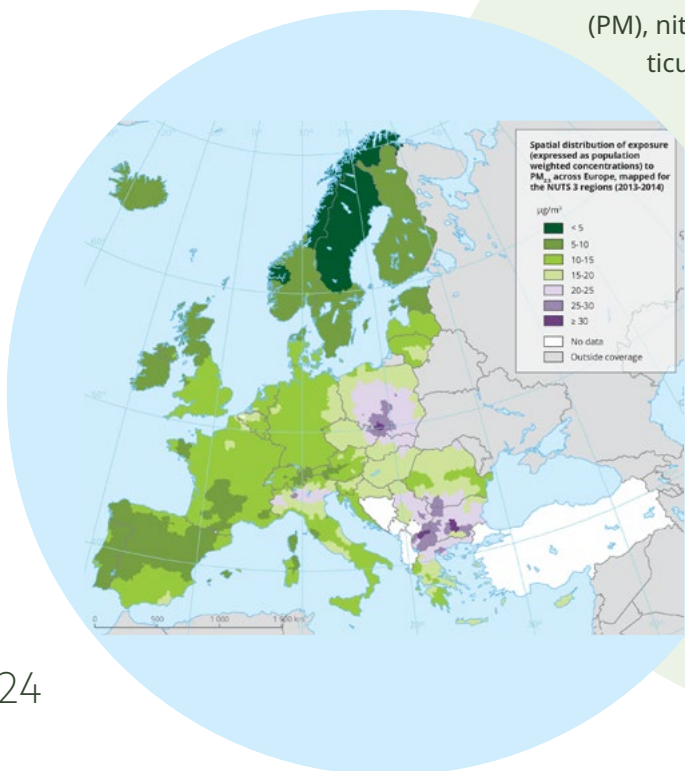 (PM), nit
ticu
Spatial distribution of exposure
(expressed as population
weighted concentrations) to
PM₂.₅ across Europe, mapped for
the NUTS 3 regions (2013-2014)
µg/m³
< 5
5-10
10-15
15-20
20-25
25-30
≥ 30
No data
Outside coverage
0 500 1 000 1 500 km
24